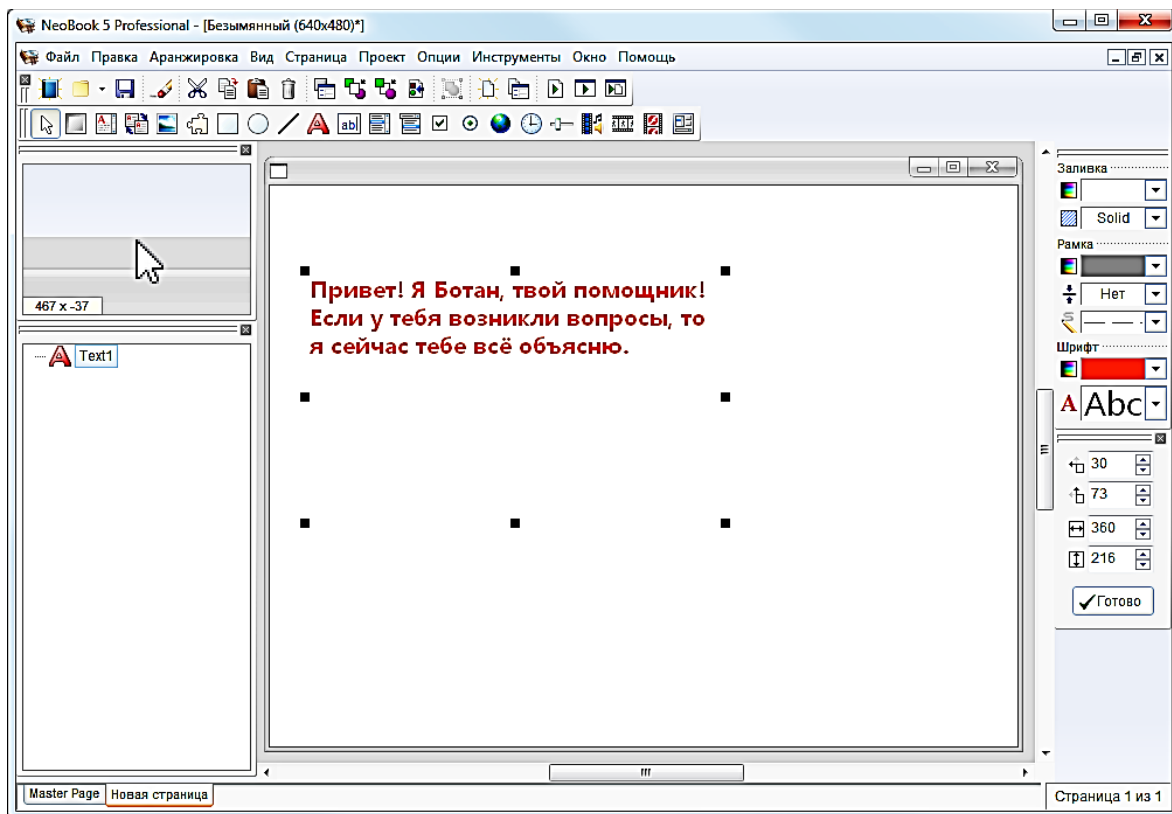 NeoBook 5 Professional - [Безымянный (640x480)*]
Файл Правка Аранжировка Вид Страница Проект Опции Инструменты Окно Помощь
467 x -37
Text1
Привет! Я Ботан, твой помощник!
Если у тебя возникли вопросы, то
я сейчас тебе всё объясню.
Заливка
Solid
Рамка
Нет
Шрифт
A Abc
30
73
360
216
Готово
Master Page Новая страница
Страница 1 из 1